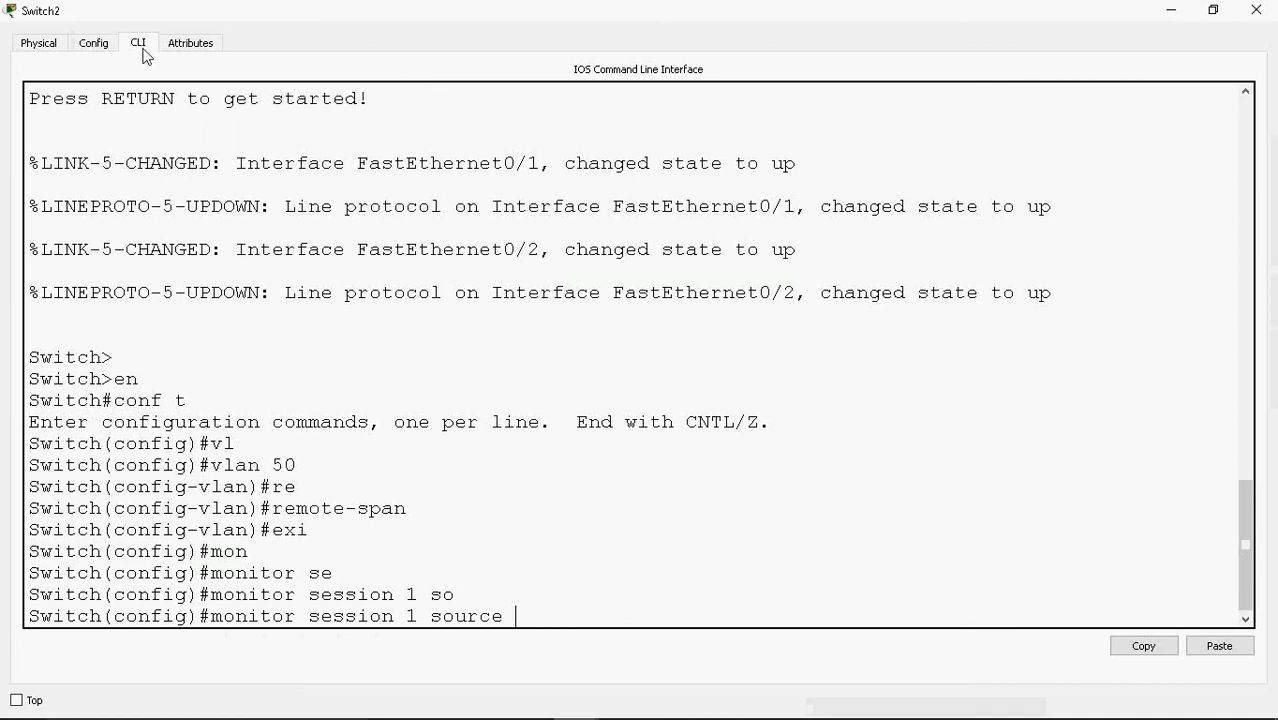 Switch2
Physical Config CLI Attributes
IOS Command Line Interface
Press RETURN to get started!
%LINK-5-CHANGED: Interface FastEthernet0/1, changed state to up
%LINEPROTO-5-UPDOWN: Line protocol on Interface FastEthernet0/1, changed state to up
%LINK-5-CHANGED: Interface FastEthernet0/2, changed state to up
%LINEPROTO-5-UPDOWN: Line protocol on Interface FastEthernet0/2, changed state to up
Switch>
Switch>en
Switch#conf t
Enter configuration commands, one per line.  End with CNTL/Z.
Switch(config)#vl
Switch(config)#vlan 50
Switch(config-vlan)#re
Switch(config-vlan)#remote-span
Switch(config-vlan)#exi
Switch(config)#mon
Switch(config)#monitor se
Switch(config)#monitor session 1 so
Switch(config)#monitor session 1 source
Copy Paste
Top